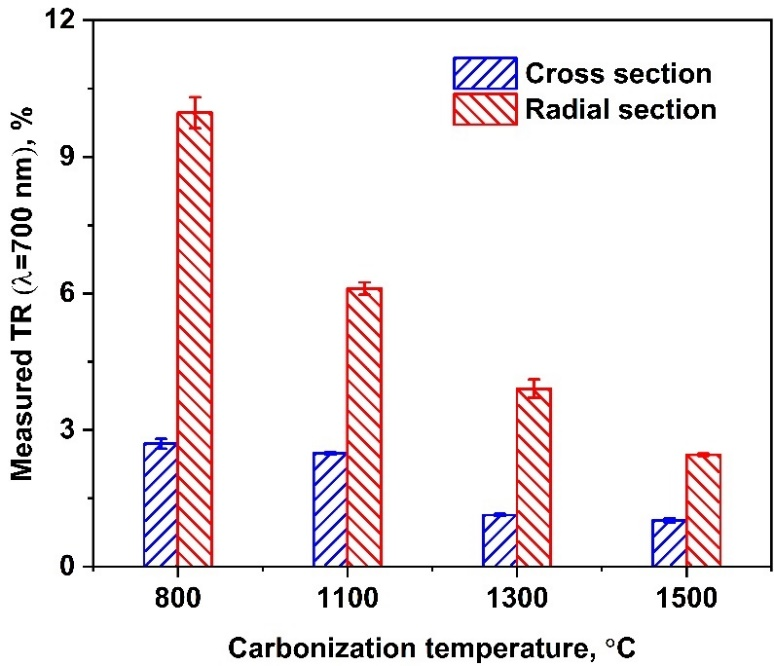 12
9
6
3
0
Measured TR (λ=700 nm), %
Cross section
Radial section
800 1100 1300 1500
Carbonization temperature, °C